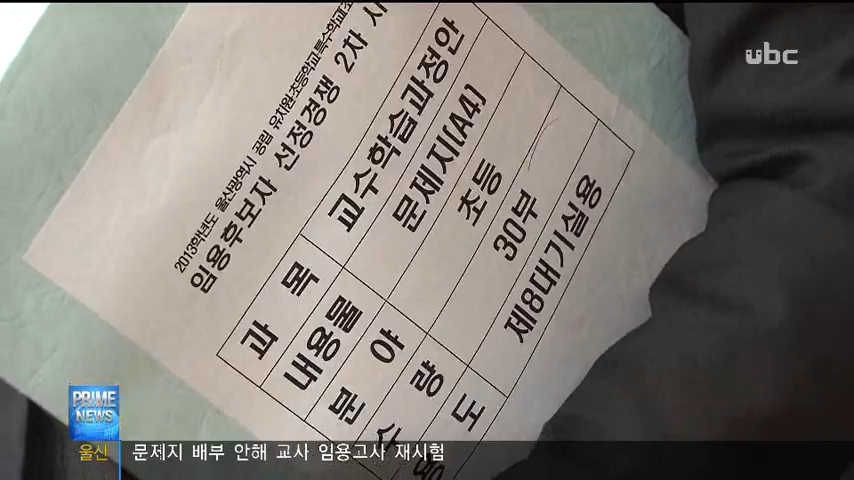 ubc
2013학년도 울산광역시 공립 유치원·초등학교·특수학교
임용후보자 선정경쟁 2차 시
과 목 교수학습과정안
내용물 문제지(A4)
분 야 초등
수 량 30부
용 도 제8대기실용
PRIME
NEWS
울산 문제지 배부 안해 교사 임용고사 재시험